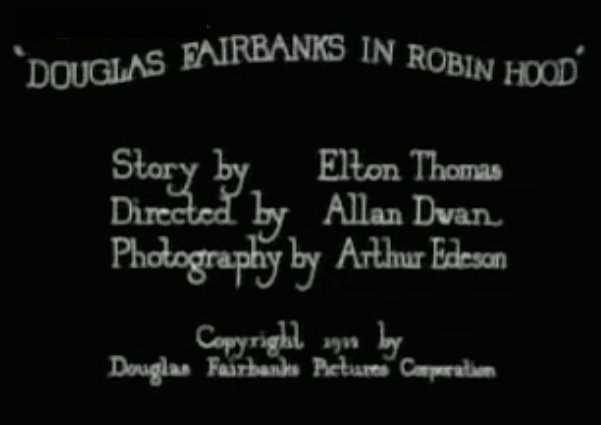 "DOUGLAS FAIRBANKS IN ROBIN HOOD"
Story by Elton Thomas
Directed by Allan Dwan
Photography by Arthur Edeson
Copyright 1922 by
Douglas Fairbanks Pictures Corporation